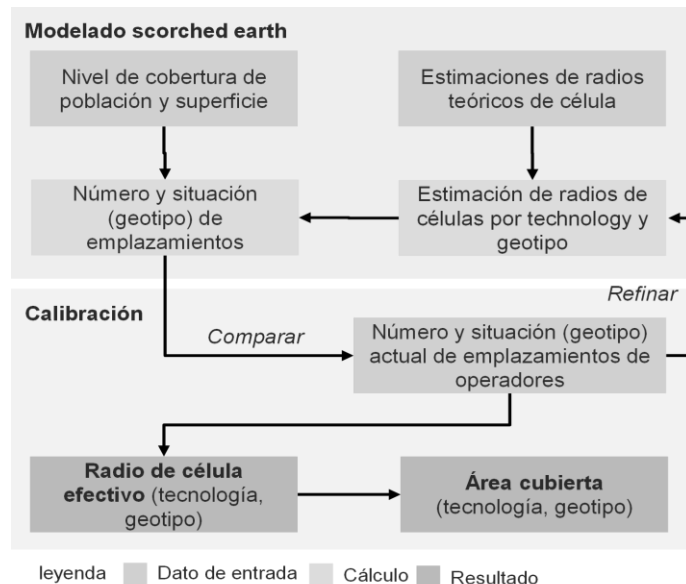 Modelado scorched earth
Nivel de cobertura de
población y superficie
Estimaciones de radios
teóricos de célula
Número y situación
(geotipo) de
emplazamientos
Estimación de radios de
células por technology y
geotipo
Refinar
Calibración
Comparar
Número y situación (geotipo)
actual de emplazamientos de
operadores
Radio de célula
efectivo (tecnología,
geotipo)
Área cubierta
(tecnología, geotipo)
leyenda Dato de entrada Cálculo Resultado